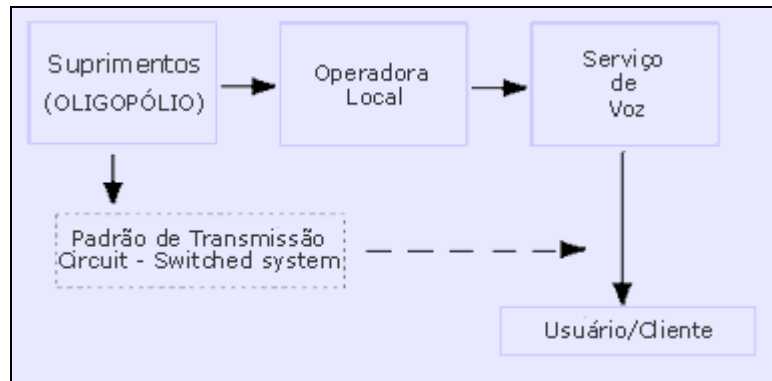 Suprimentos
(OLIGOPÓLIO)
Operadora
Local
Serviço
de
Voz
Padrão de Transmissão
Circuit - Switched system
Usuário/Cliente